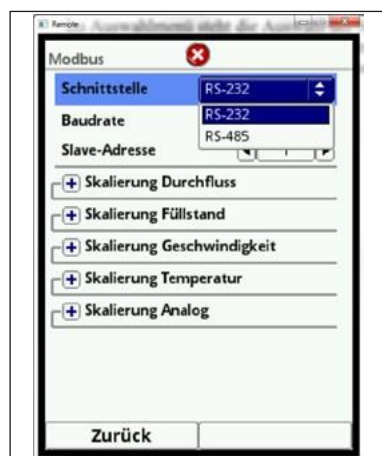 Remote
Modbus
Schnittstelle RS-232
RS-232
Baudrate
RS-485
Slave-Adresse
Skalierung Durchfluss
Skalierung Füllstand
Skalierung Geschwindigkeit
Skalierung Temperatur
Skalierung Analog
Zurück